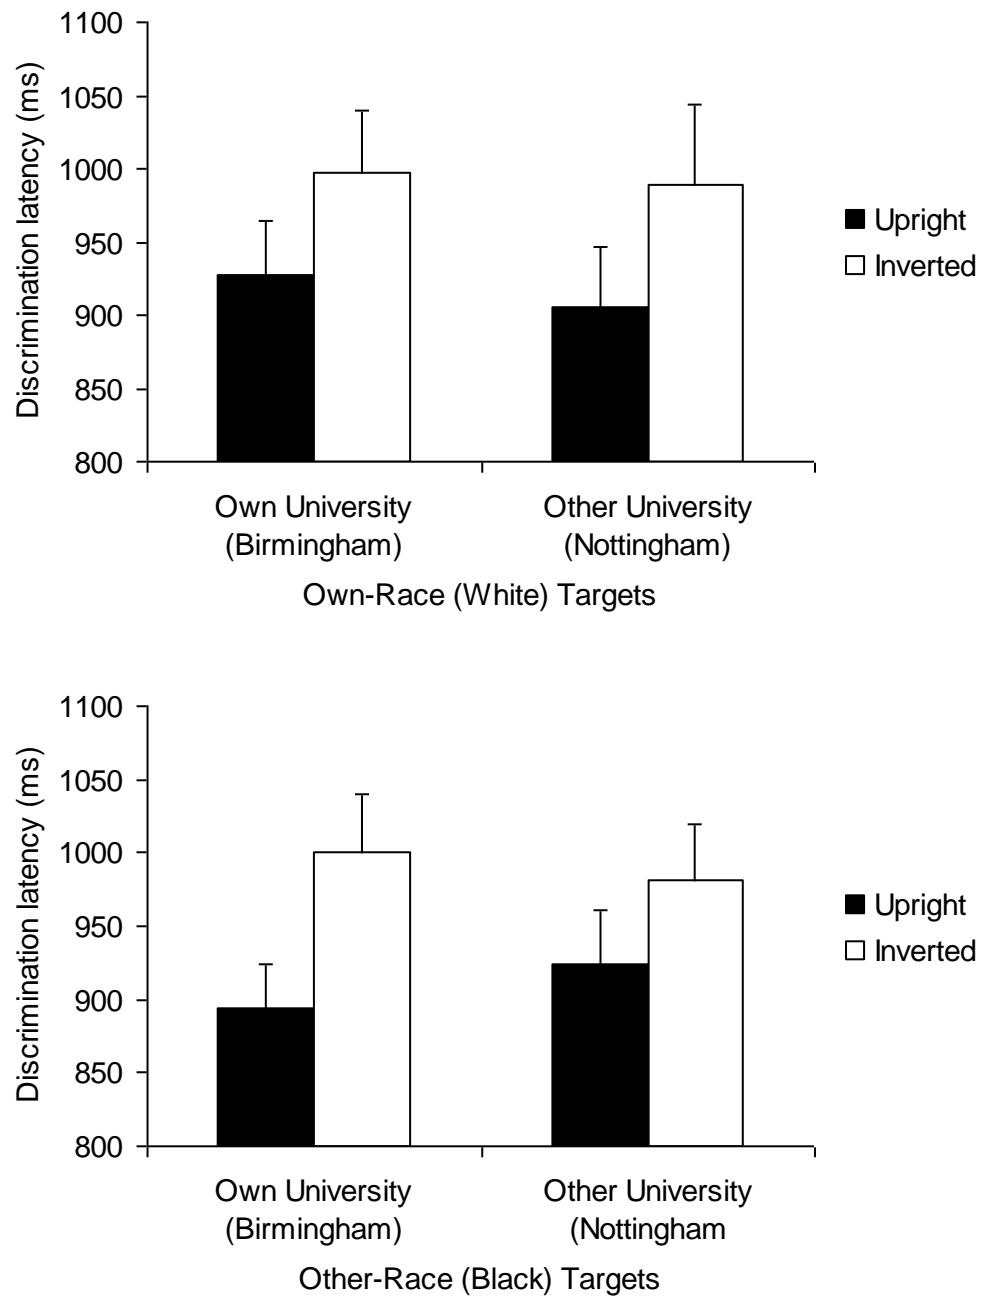 1100
1050
1000
950
900
850
800
Discrimination latency (ms)
Upright
Inverted
Own University
(Birmingham)
Other University
(Nottingham)
Own-Race (White) Targets
1100
1050
1000
950
900
850
800
Discrimination latency (ms)
Upright
Inverted
Own University
(Birmingham)
Other University
(Nottingham
Other-Race (Black) Targets